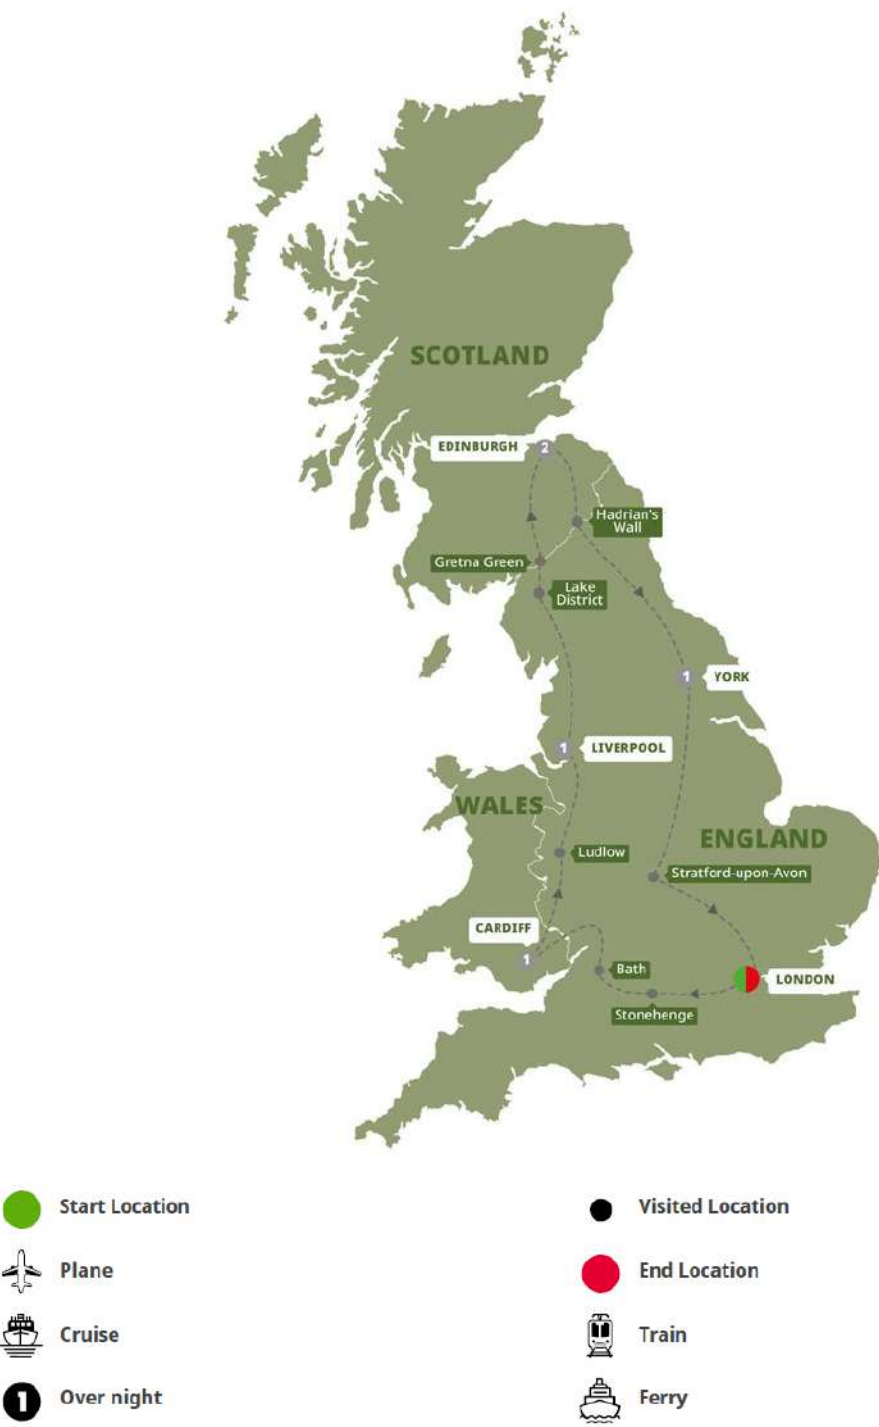 SCOTLAND
EDINBURGH
2
Hadrian's
Wall
Gretna Green
Lake
District
1
YORK
1
LIVERPOOL
WALES
ENGLAND
Ludlow
Stratford-upon-Avon
CARDIFF
1
Bath
LONDON
Stonehenge
Start Location
Visited Location
Plane
End Location
Cruise
Train
1
Over night
Ferry